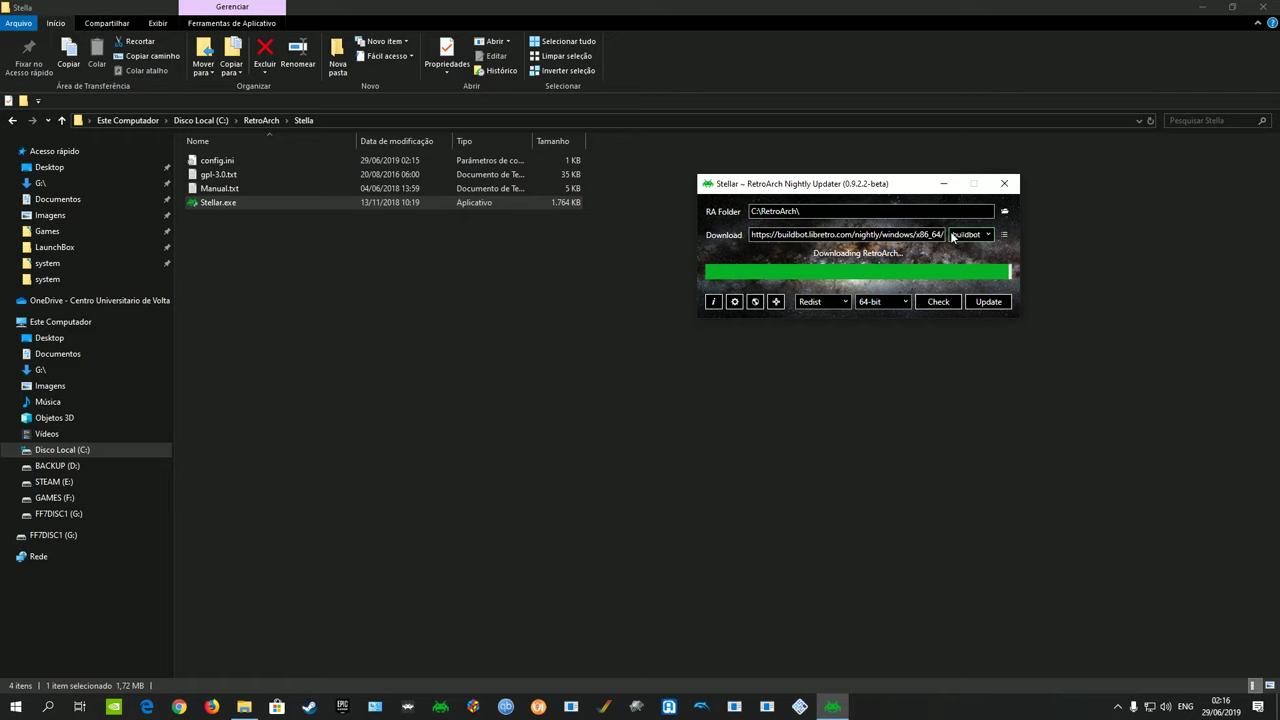 Stella
Gerenciar
Arquivo Início Compartilhar Exibir Ferramentas de Aplicativo
Fixar no
Acesso rápido
Copiar
Colar
Recortar
Copiar caminho
Colar atalho
Área de Transferência
Mover
para
Copiar
para
Excluir
Renomear
Organizar
Nova
pasta
Novo item
Fácil acesso
Novo
Propriedades
Abrir
Editar
Histórico
Abrir
Selecionar tudo
Limpar seleção
Inverter seleção
Selecionar
Este Computador > Disco Local (C:) > RetroArch > Stella
Pesquisar Stella
Nome Data de modificação Tipo Tamanho
config.ini 29/06/2019 02:15 Parâmetros de co... 1 KB
gpl-3.0.txt 20/08/2016 06:00 Documento de Te... 35 KB
Manual.txt 04/06/2018 13:59 Documento de Te... 5 KB
Stellar.exe 13/11/2018 10:19 Aplicativo 1.764 KB
Acesso rápido
Desktop
G:\
Documentos
Imagens
Games
LaunchBox
system
system
OneDrive - Centro Universitario de Volta
Este Computador
Desktop
Documentos
G:\
Imagens
Música
Objetos 3D
Vídeos
Disco Local (C:)
BACKUP (D:)
STEAM (E:)
GAMES (F:)
FF7DISC1 (G:)
FF7DISC1 (G:)
Rede
Stellar ~ RetroArch Nightly Updater (0.9.2.2-beta)
RA Folder C:\RetroArch\
Download https://buildbot.libretro.com/nightly/windows/x86_64/ buildbot
Downloading RetroArch...
i Redist 64-bit Check Update
4 itens 1 item selecionado 1,72 MB
EPIC
ENG
02:16
29/06/2019